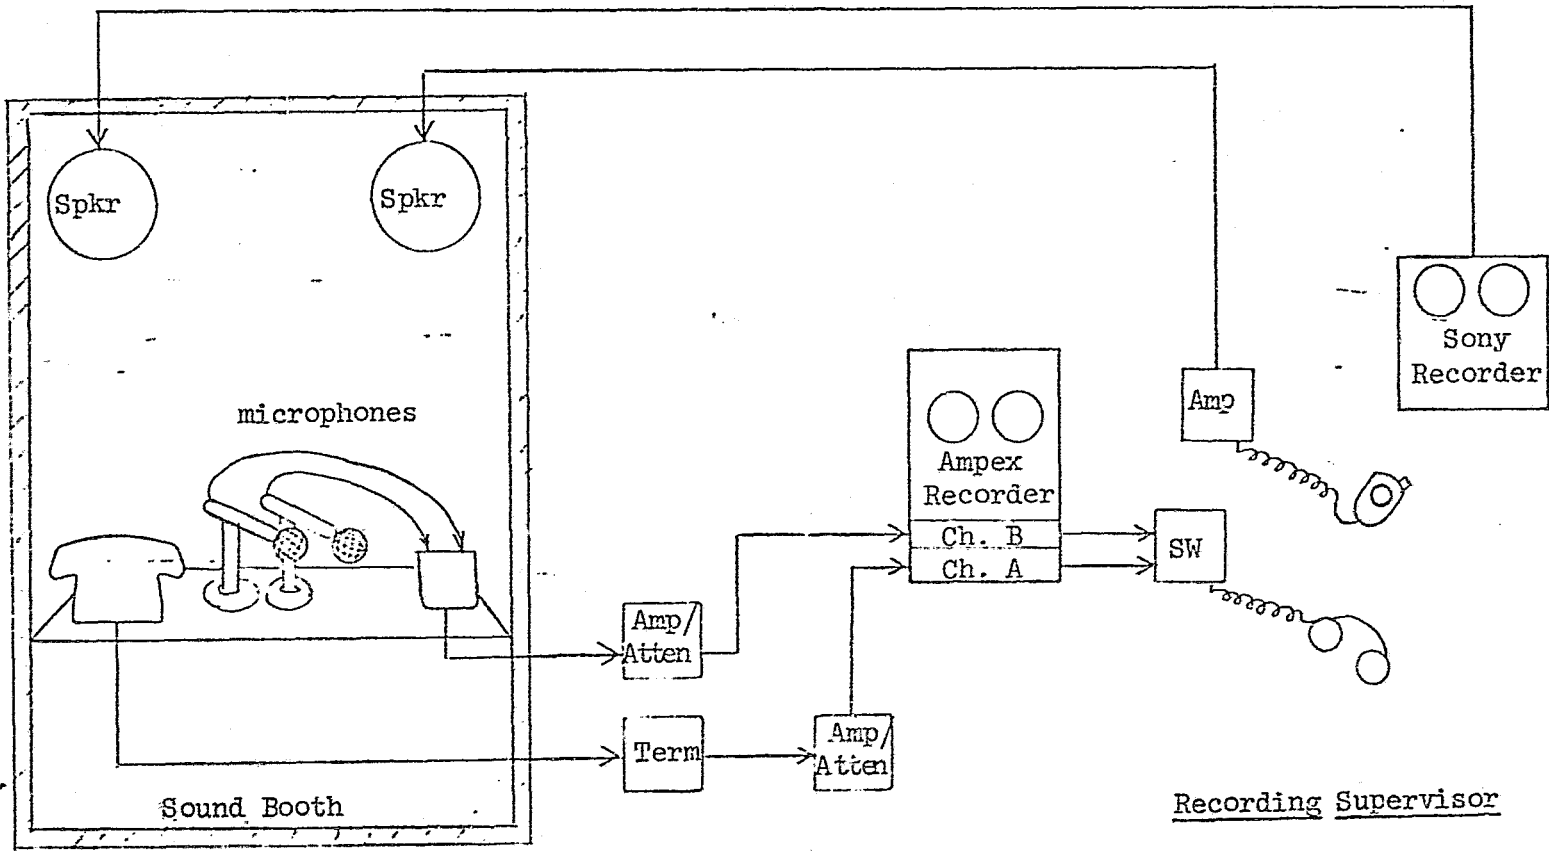 Spkr
Spkr
microphones
Sony
Recorder
Amp
Ampex
Recorder
Ch. B
Ch. A
SW
Amp/
Atten
Term
Amp/
Atten
Sound Booth
Recording Supervisor